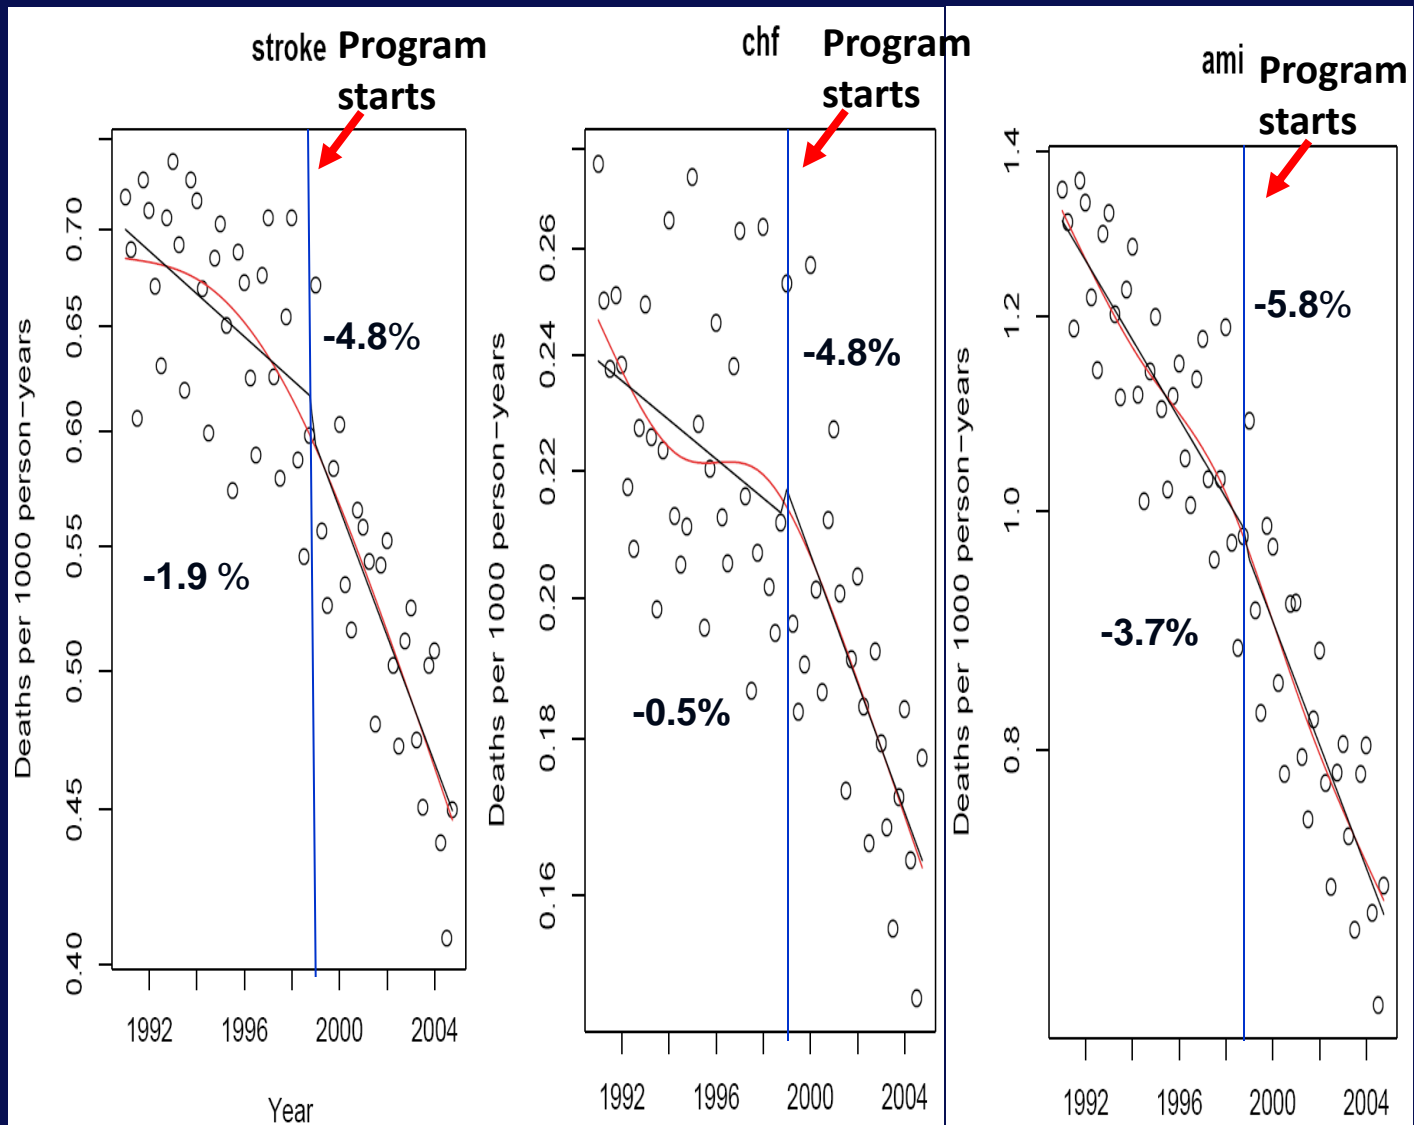 stroke Program
starts
0.70
0.65
0.60
0.55
0.50
0.45
0.40
Deaths per 1000 person−years
-4.8%
-1.9 %
1992 1996 2000 2004
Year
chf Program
starts
0.26
0.24
0.22
0.20
0.18
0.16
Deaths per 1000 person−years
-4.8%
-0.5%
1992 1996 2000 2004
ami Program
starts
1.4
1.2
1.0
0.8
Deaths per 1000 person−years
-5.8%
-3.7%
1992 1996 2000 2004